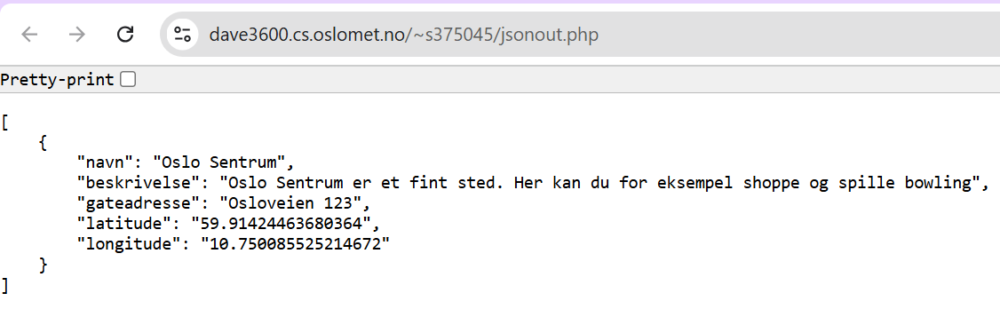 dave3600.cs.oslomet.no/~s375045/jsonout.php
Pretty-print
[
    {
        "navn": "Oslo Sentrum",
        "beskrivelse": "Oslo Sentrum er et fint sted. Her kan du for eksempel shoppe og spille bowling",
        "gateadresse": "Osloveien 123",
        "latitude": "59.91424463680364",
        "longitude": "10.750085525214672"
    }
]